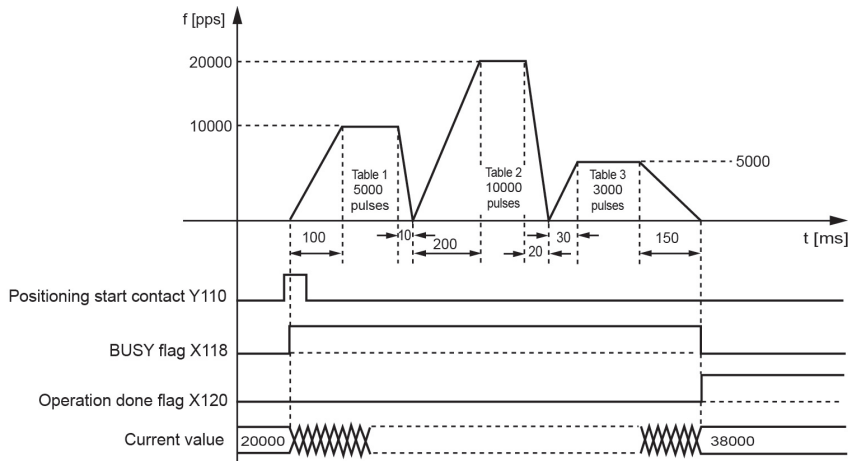 f [pps]
20000
10000
5000
Table 1
5000
pulses
Table 2
10000
pulses
Table 3
3000
pulses
t [ms]
100
10
200
20
30
150
Positioning start contact Y110
BUSY flag X118
Operation done flag X120
Current value
20000
38000